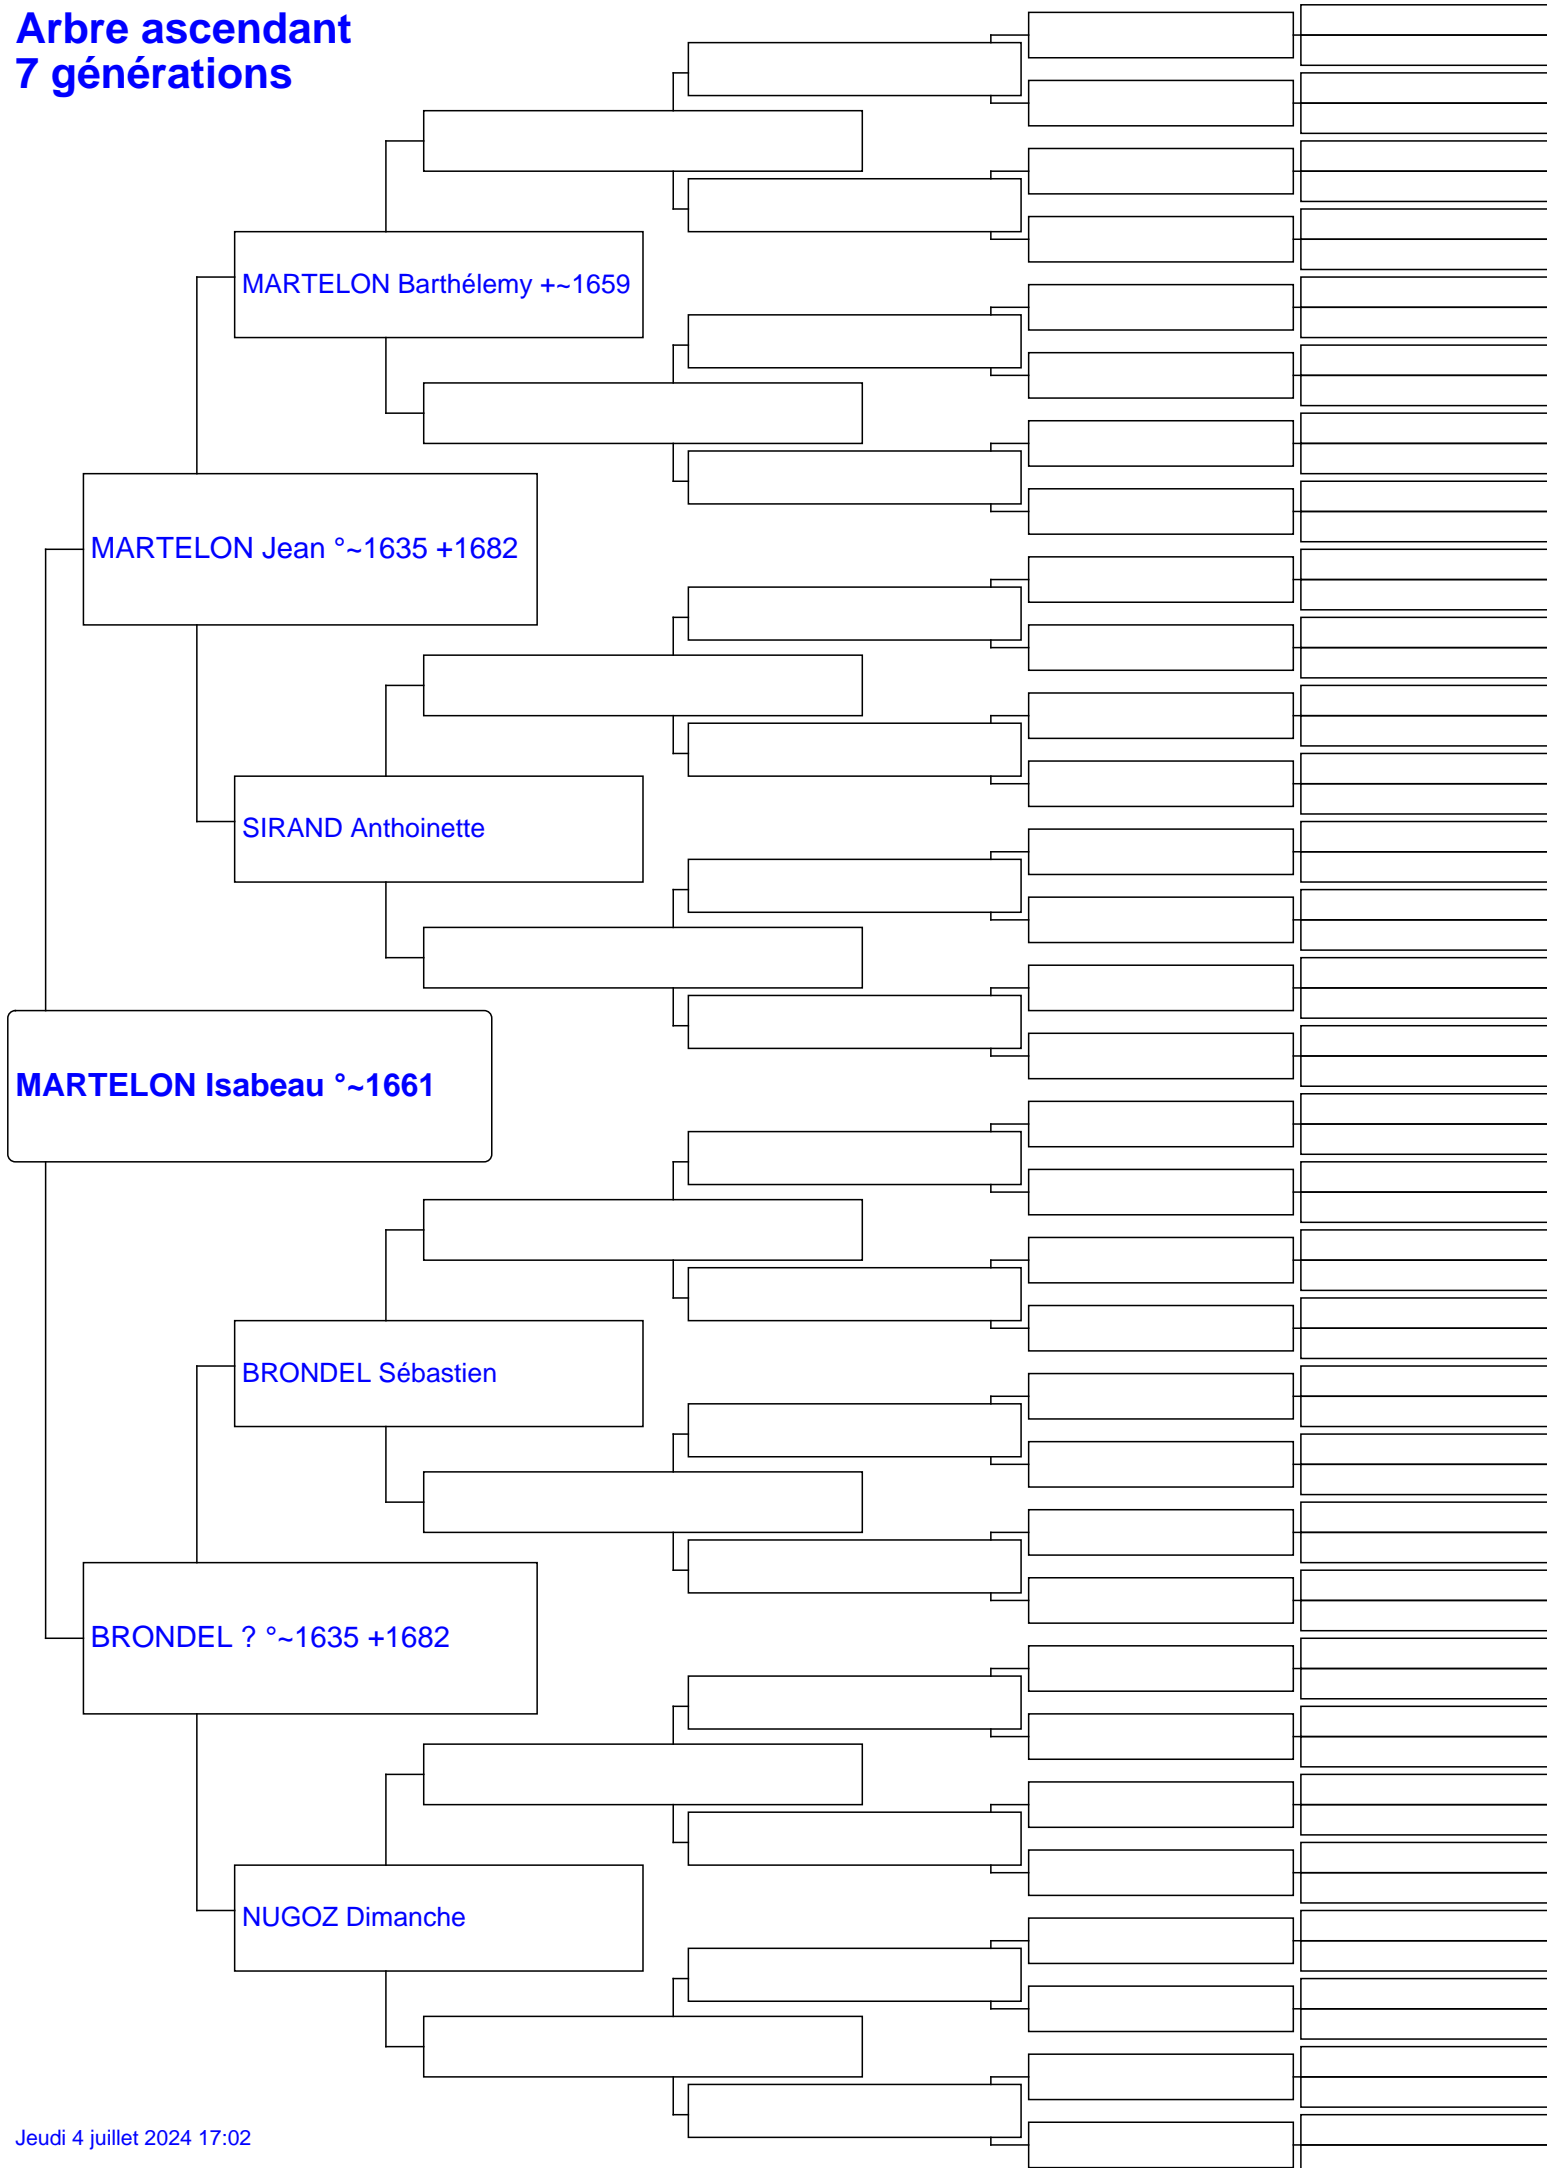 Arbre ascendant
7 générations
MARTELON Barthélemy +~1659
MARTELON Jean °~1635 +1682
SIRAND Anthoinette
MARTELON Isabeau °~1661
BRONDEL Sébastien
BRONDEL ? °~1635 +1682
NUGOZ Dimanche
Jeudi 4 juillet 2024 17:02